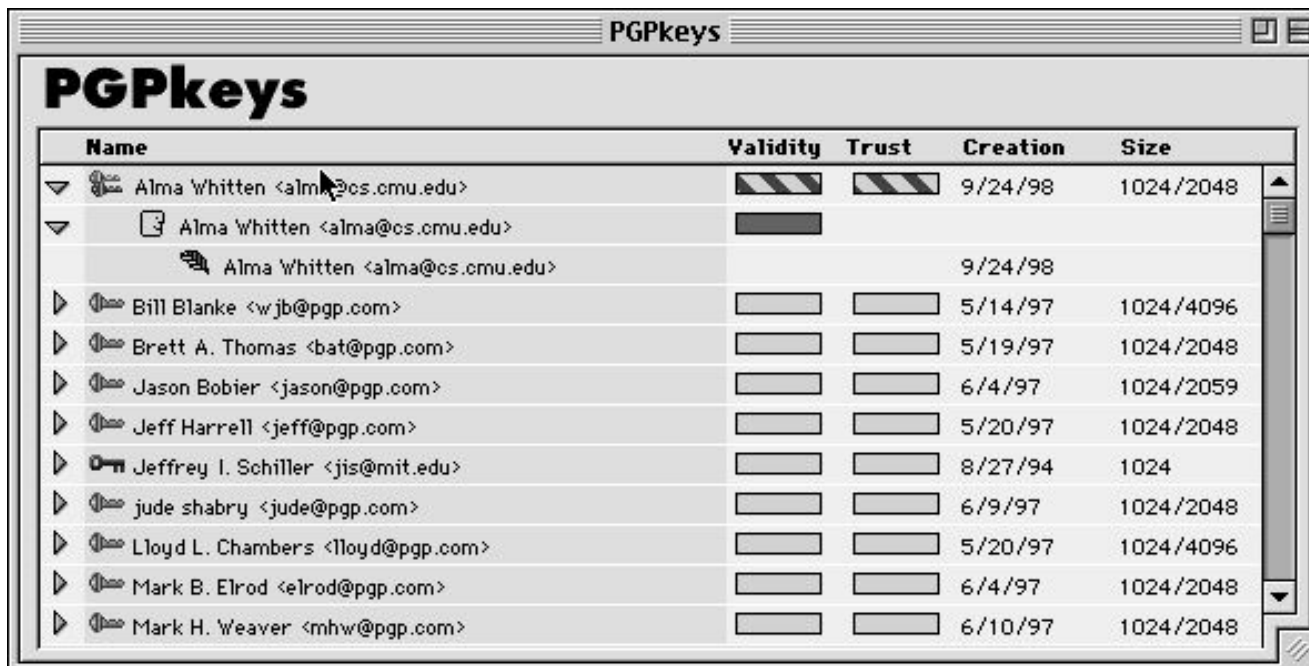 PGPkeys
PGPkeys
Name Validity Trust Creation Size
Alma Whitten <alma@cs.cmu.edu> 9/24/98 1024/2048
Alma Whitten <alma@cs.cmu.edu>
Alma Whitten <alma@cs.cmu.edu> 9/24/98
Bill Blanke <wjb@pgp.com> 5/14/97 1024/4096
Brett A. Thomas <bat@pgp.com> 5/19/97 1024/2048
Jason Bobier <jason@pgp.com> 6/4/97 1024/2059
Jeff Harrell <jeff@pgp.com> 5/20/97 1024/2048
Jeffrey I. Schiller <jis@mit.edu> 8/27/94 1024
jude shabry <jude@pgp.com> 6/9/97 1024/2048
Lloyd L. Chambers <lloyd@pgp.com> 5/20/97 1024/4096
Mark B. Elrod <elrod@pgp.com> 6/4/97 1024/2048
Mark H. Weaver <mhw@pgp.com> 6/10/97 1024/2048